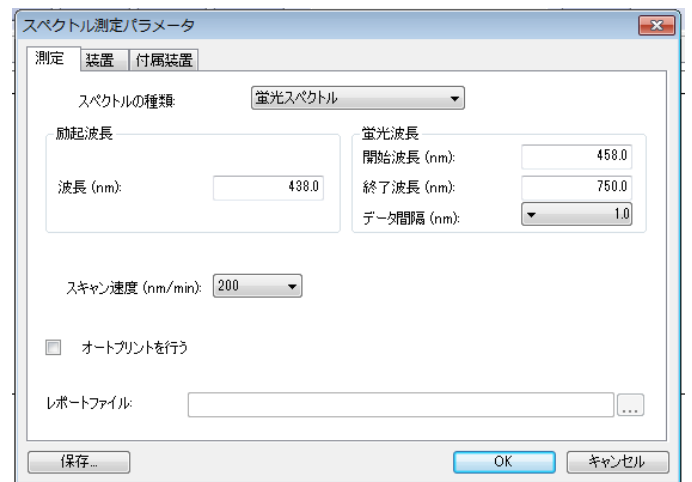 スペクトル測定パラメータ
測定 装置 付属装置
スペクトルの種類: 蛍光スペクトル
励起波長
波長 (nm): 438.0
蛍光波長
開始波長 (nm): 458.0
終了波長 (nm): 750.0
データ間隔 (nm): 1.0
スキャン速度 (nm/min): 200
オートプリントを行う
レポートファイル: ...
保存... OK キャンセル